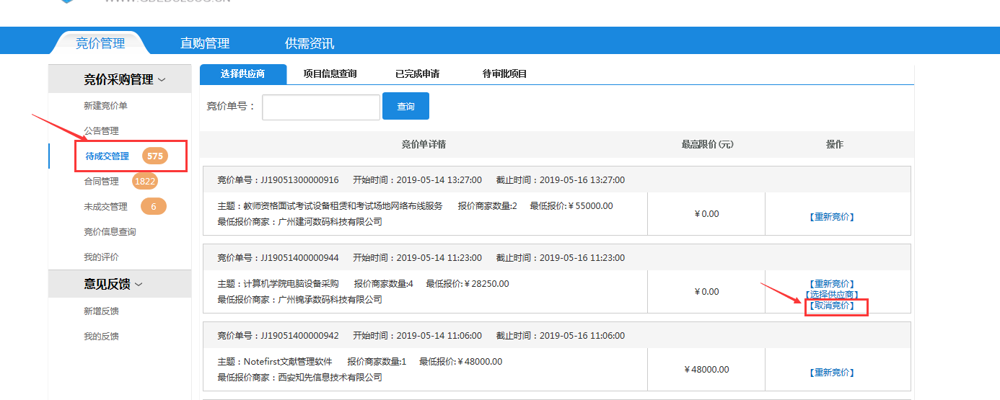 竞价管理 直购管理 供需资讯
竞价采购管理
新建竞价单
公告管理
待成交管理 575
合同管理 1822
未成交管理 6
竞价信息查询
我的评价
意见反馈
新增反馈
我的反馈
选择供应商 项目信息查询 已完成申请 待审批项目
竞价单号： 查询
竞价单详情 最高限价(元) 操作
竞价单号：JJ19051300000916 开始时间：2019-05-14 13:27:00 截止时间：2019-05-16 13:27:00
主题：教师资格面试考试设备租赁和考试场地网络布线服务 报价商家数量:2 最低报价:￥55000.00
最低报价商家：广州建河数码科技有限公司
￥0.00
【重新竞价】
竞价单号：JJ19051400000944 开始时间：2019-05-14 11:23:00 截止时间：2019-05-16 11:23:00
主题：计算机学院电脑设备采购 报价商家数量:4 最低报价:￥28250.00
最低报价商家：广州锦承数码科技有限公司
￥0.00
【重新竞价】
【选择供应商】
【取消竞价】
竞价单号：JJ19051400000942 开始时间：2019-05-14 11:06:00 截止时间：2019-05-16 11:06:00
主题：Notefirst文献管理软件 报价商家数量:1 最低报价:￥48000.00
最低报价商家：西安知先信息技术有限公司
￥48000.00
【重新竞价】